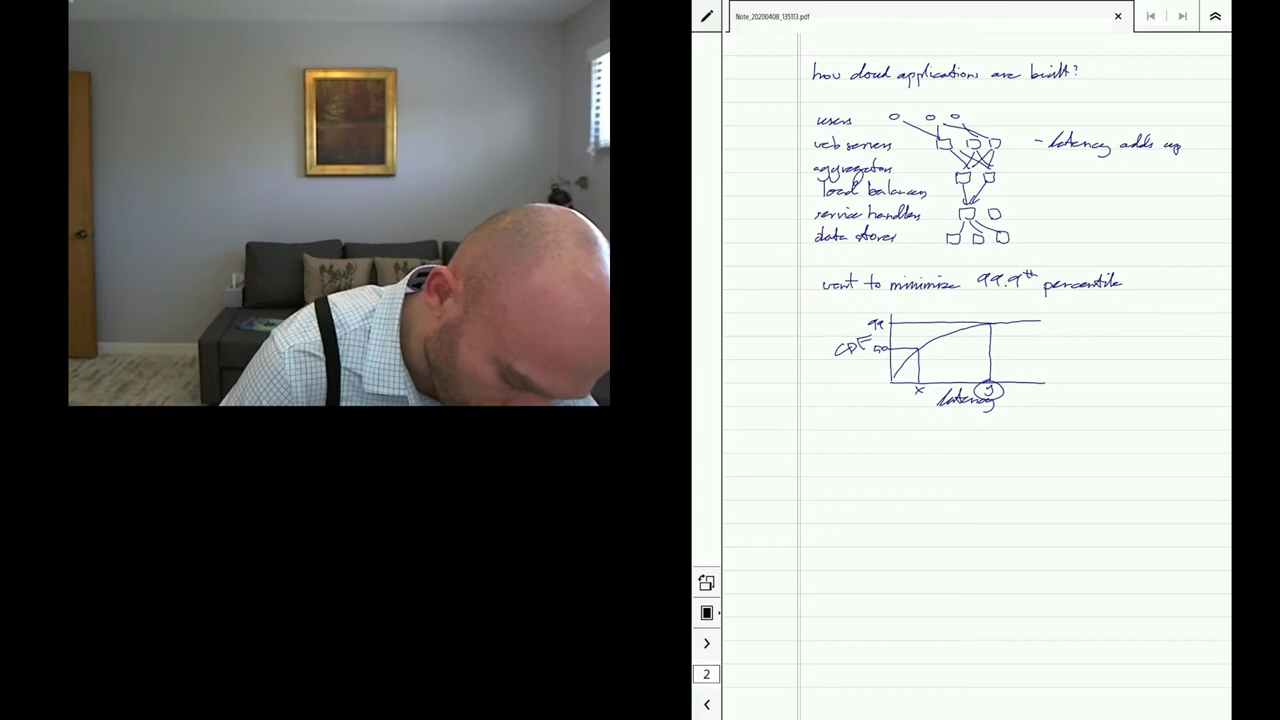 Note_20200408_135113.pdf
how cloud applications are built?
users
web servers
- latency adds up
aggregators
load balancers
service handlers
data stores
want to minimize 99.9th percentile
99
CDF 50
x y
latency
2